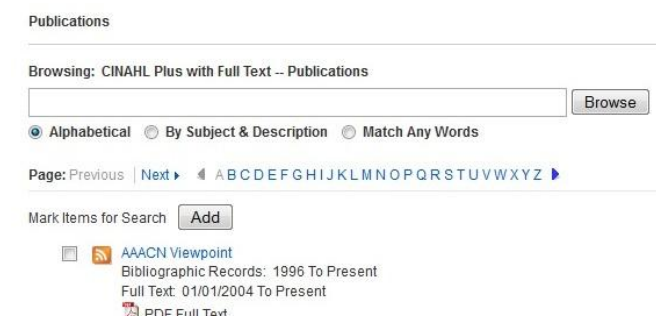 Publications
Browsing: CINAHL Plus with Full Text -- Publications
Browse
Alphabetical By Subject & Description Match Any Words
Page: Previous | Next A B C D E F G H I J K L M N O P Q R S T U V W X Y Z
Mark Items for Search Add
AAACN Viewpoint
Bibliographic Records: 1996 To Present
Full Text: 01/01/2004 To Present
PDF Full Text